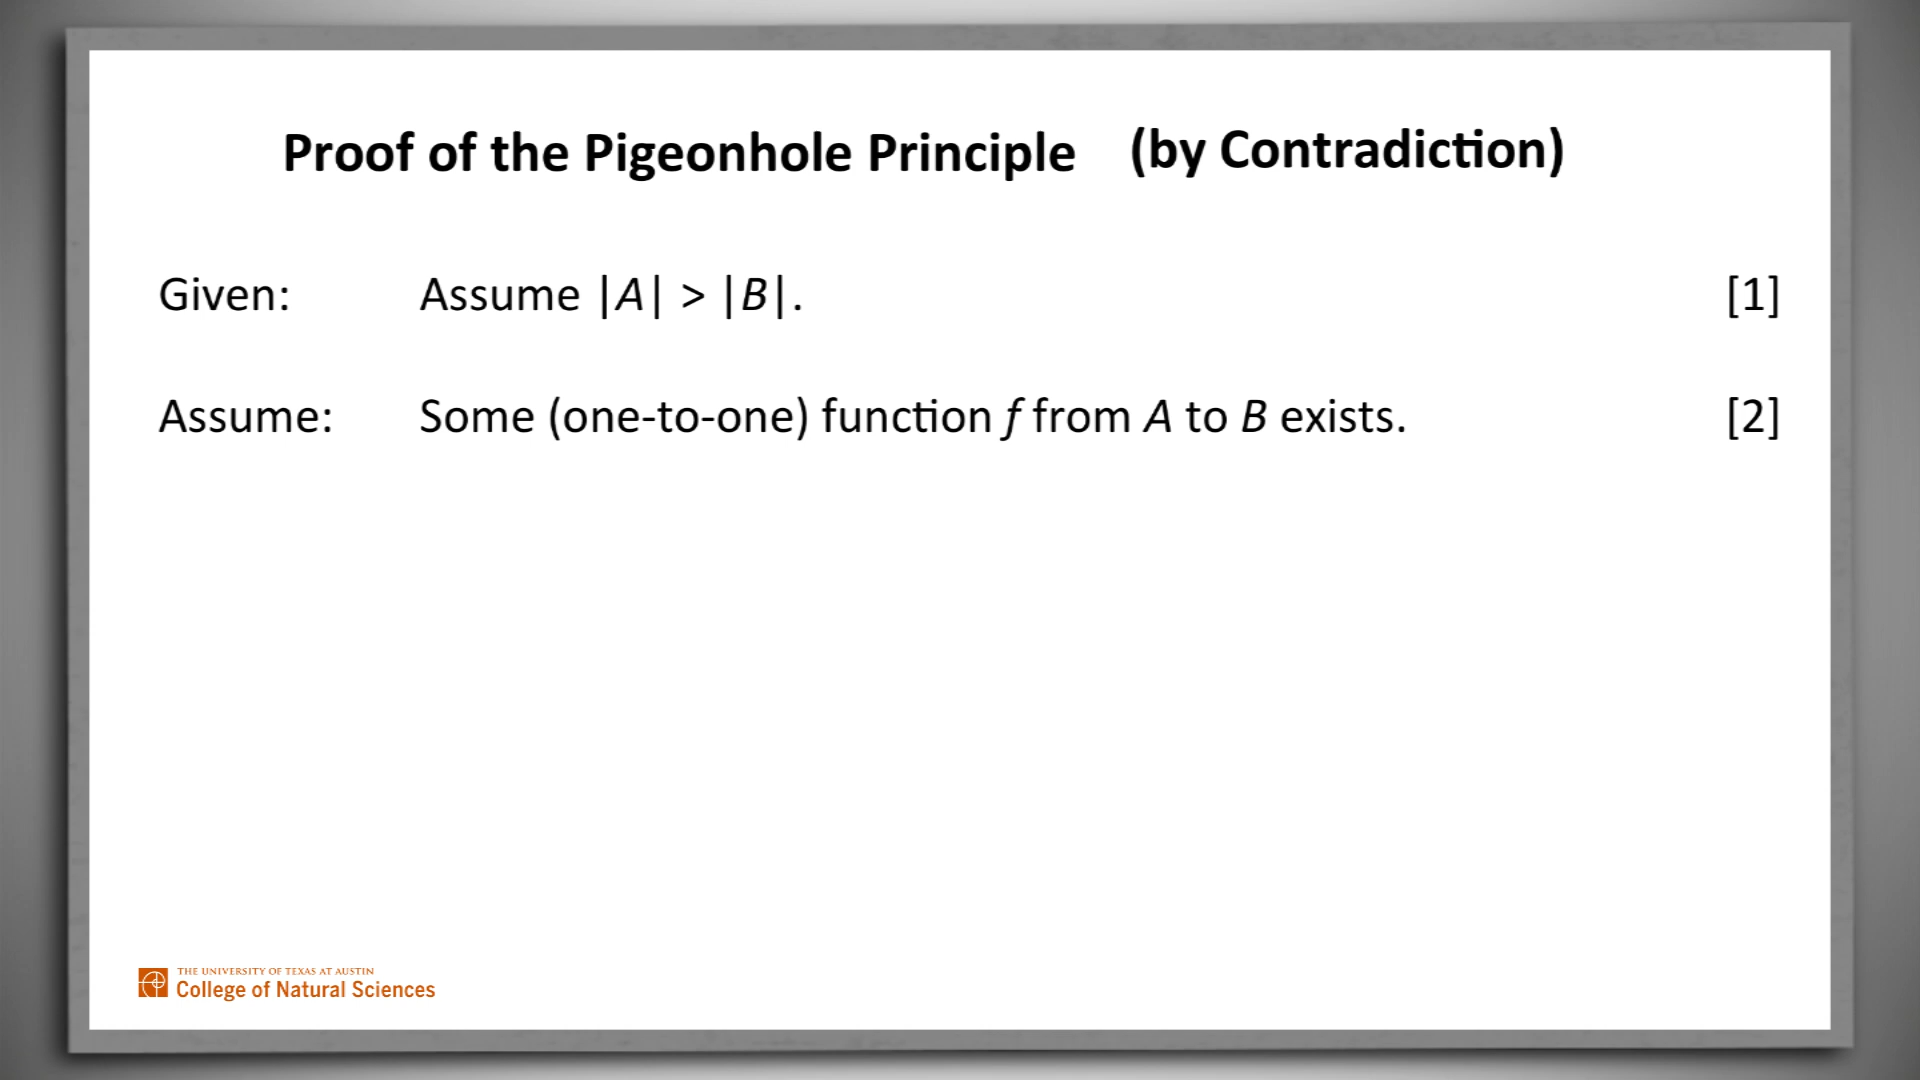 Proof of the Pigeonhole Principle (by Contradiction)
Given: Assume |A| > |B|. [1]
Assume: Some (one-to-one) function f from A to B exists. [2]
THE UNIVERSITY OF TEXAS AT AUSTIN
College of Natural Sciences